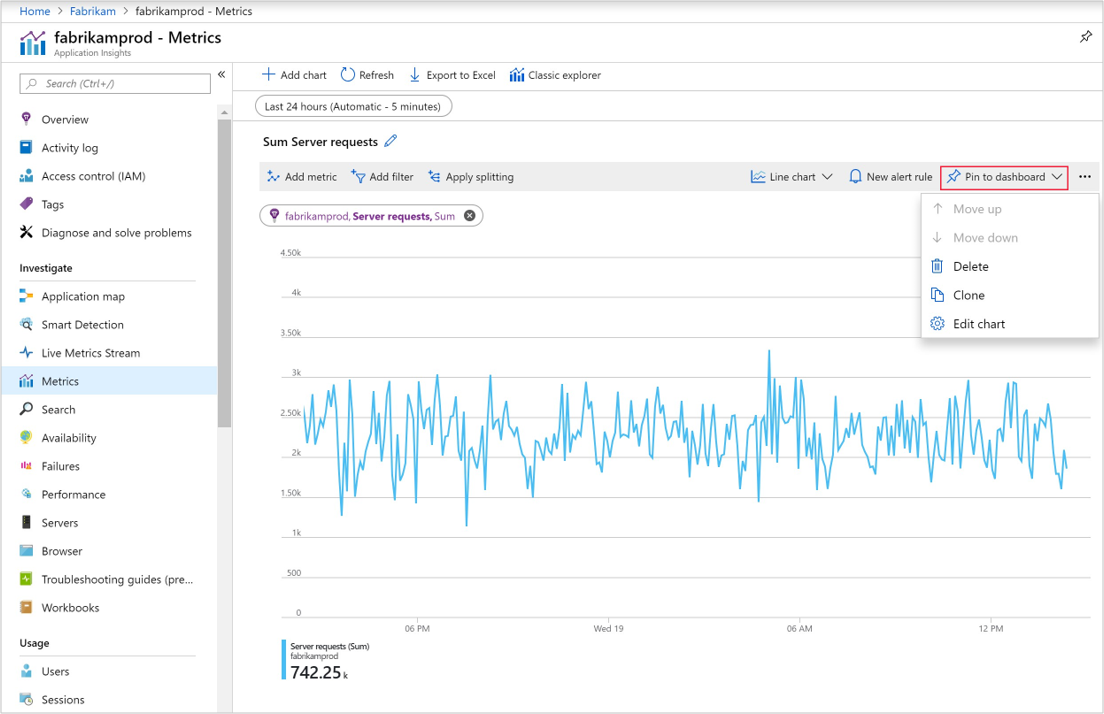 Home > Fabrikam > fabrikamprod - Metrics
fabrikamprod - Metrics
Application Insights
Search (Ctrl+/)
«
Overview
Activity log
Access control (IAM)
Tags
Diagnose and solve problems
Investigate
Application map
Smart Detection
Live Metrics Stream
Metrics
Search
Availability
Failures
Performance
Servers
Browser
Troubleshooting guides (pre...
Workbooks
Usage
Users
Sessions
Add chart Refresh Export to Excel Classic explorer
Last 24 hours (Automatic - 5 minutes)
Sum Server requests
Add metric Add filter Apply splitting Line chart New alert rule Pin to dashboard ...
fabrikamprod, Server requests, Sum
Move up
Move down
Delete
Clone
Edit chart
4.50k
4k
3.50k
3k
2.50k
2k
1.50k
1k
500
0
06 PM Wed 19 06 AM 12 PM
Server requests (Sum)
fabrikamprod
742.25 k